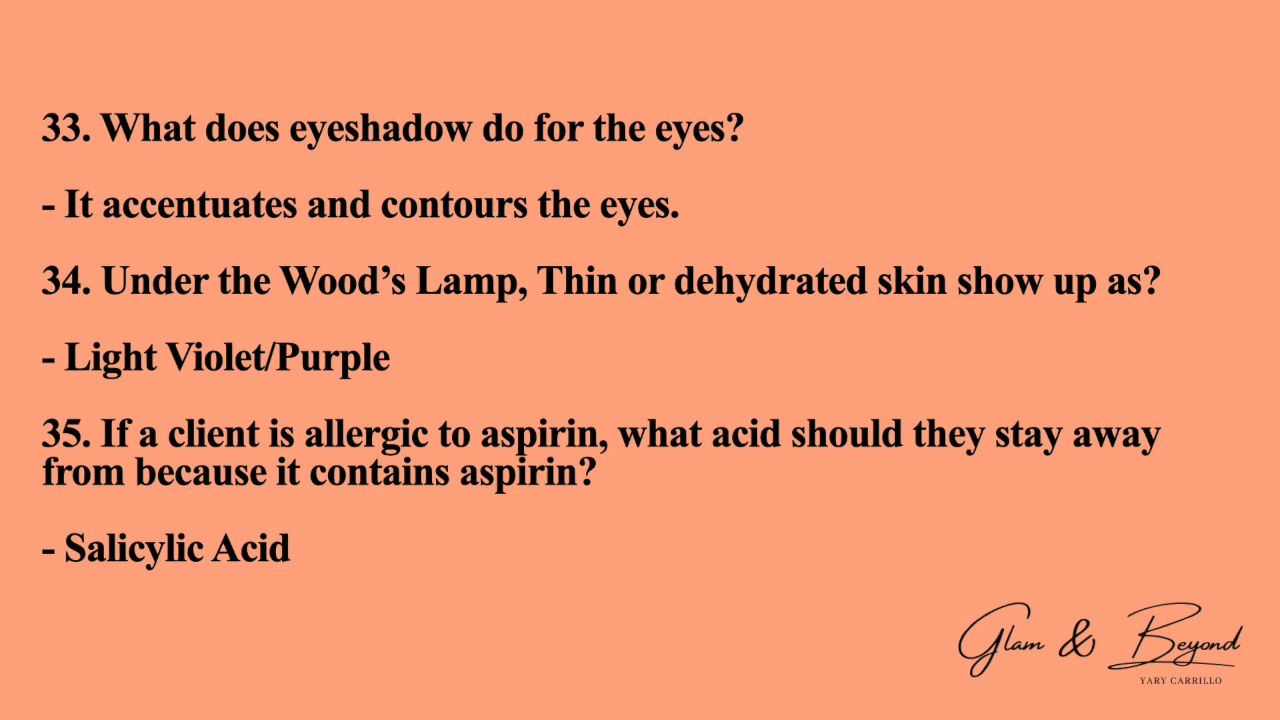 33. What does eyeshadow do for the eyes?
- It accentuates and contours the eyes.
34. Under the Wood’s Lamp, Thin or dehydrated skin show up as?
- Light Violet/Purple
35. If a client is allergic to aspirin, what acid should they stay away
from because it contains aspirin?
- Salicylic Acid
Glam & Beyond
YARY CARRILLO